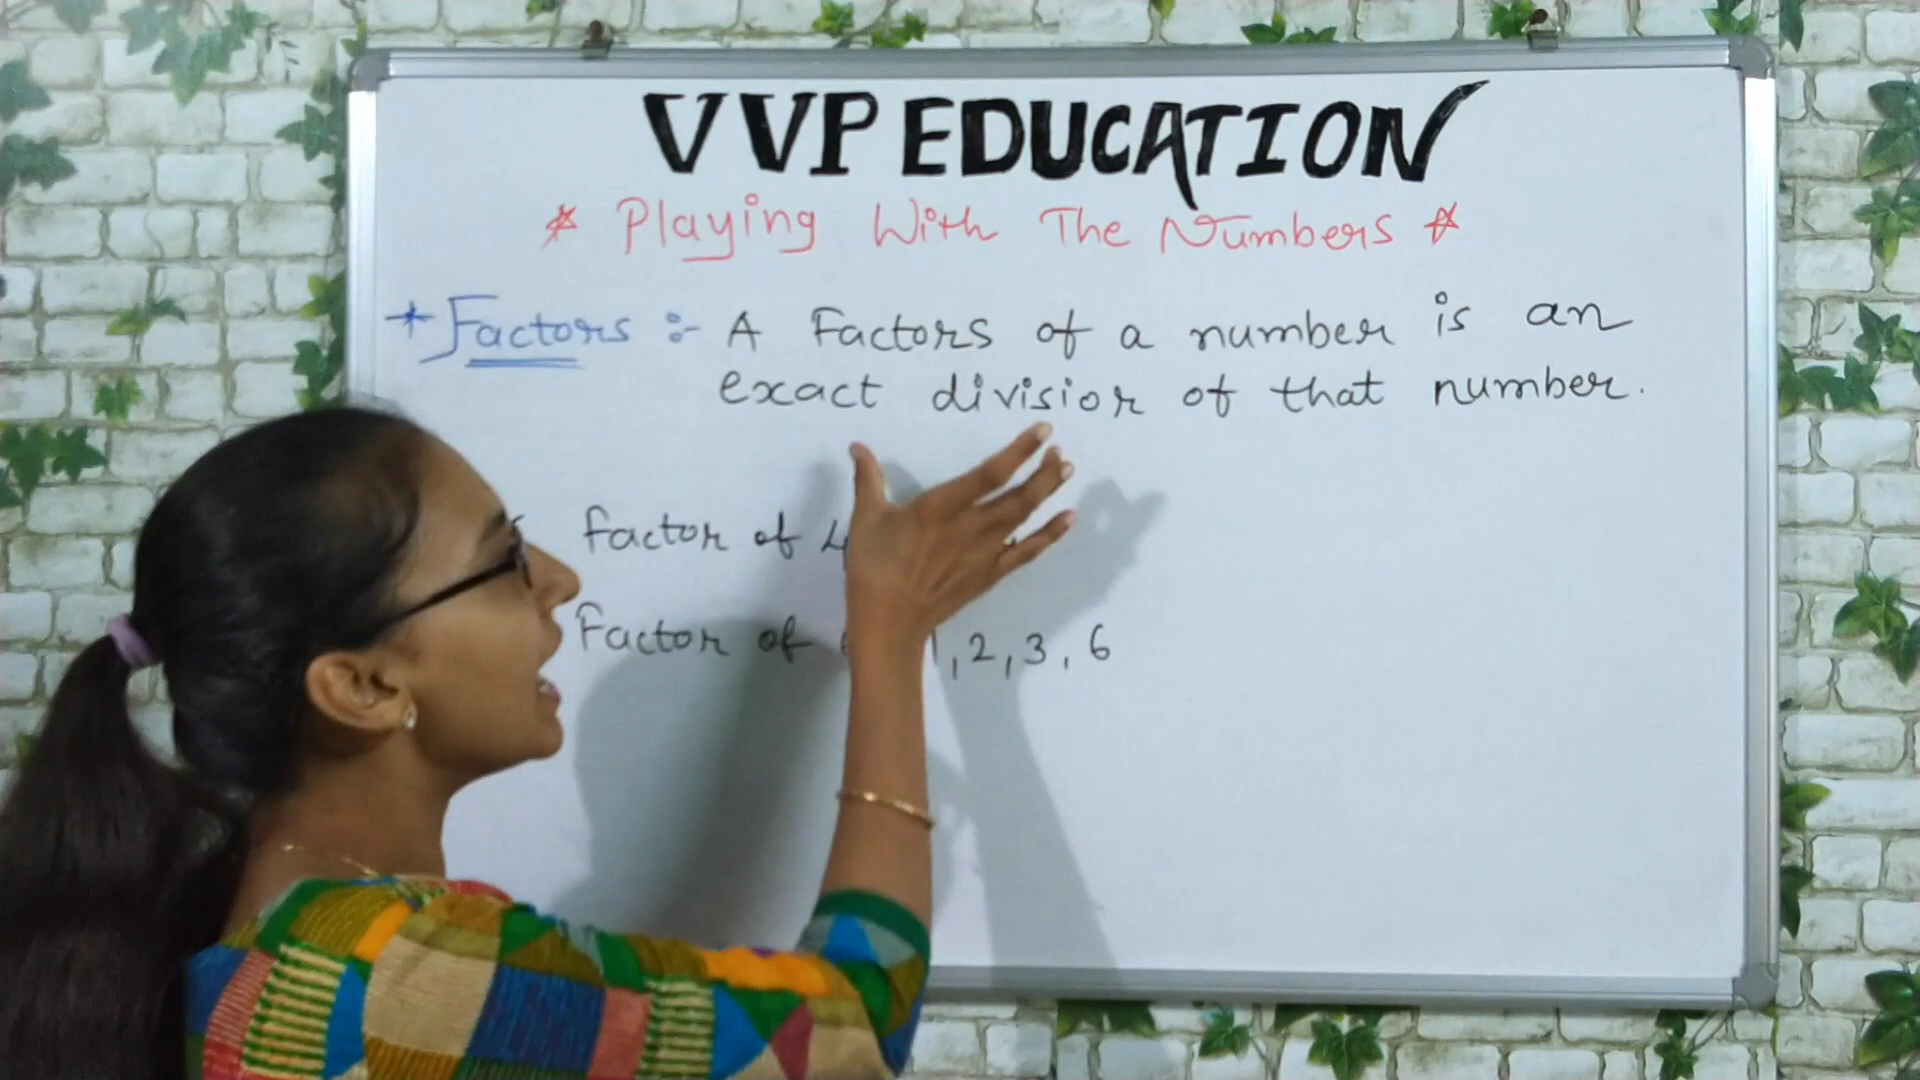 VVP EDUCATION
* Playing With The Numbers *
+ Factors :- A Factors of a number is an
exact divisior of that number.
Factor of 4
Factor of 1, 2, 3, 6